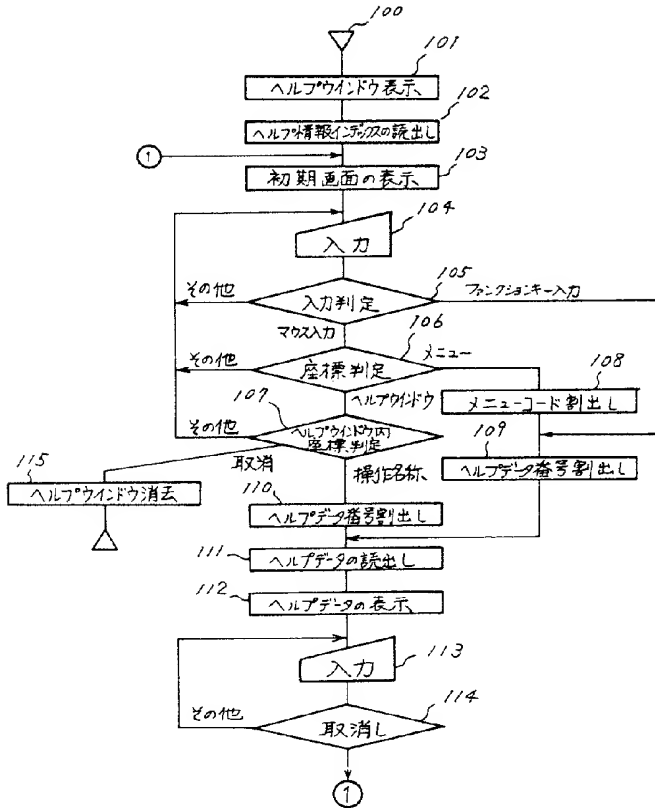 100
101
ヘルプウインドウ表示
102
ヘルプ情報インデックスの読出し
①
103
初期画面の表示
104
入力
105
その他
入力判定
ファンクションキー入力
マウス入力
106
その他
座標判定
メニュー
107
ヘルプウインドウ
108
メニューコード割出し
その他
ヘルプウインドウ内
座標判定
109
ヘルプデータ番号割出し
115
取消
操作名称
ヘルプウインドウ消去
110
ヘルプデータ番号割出し
111
ヘルプデータの読出し
112
ヘルプデータの表示
入力
113
その他
取消し
114
①